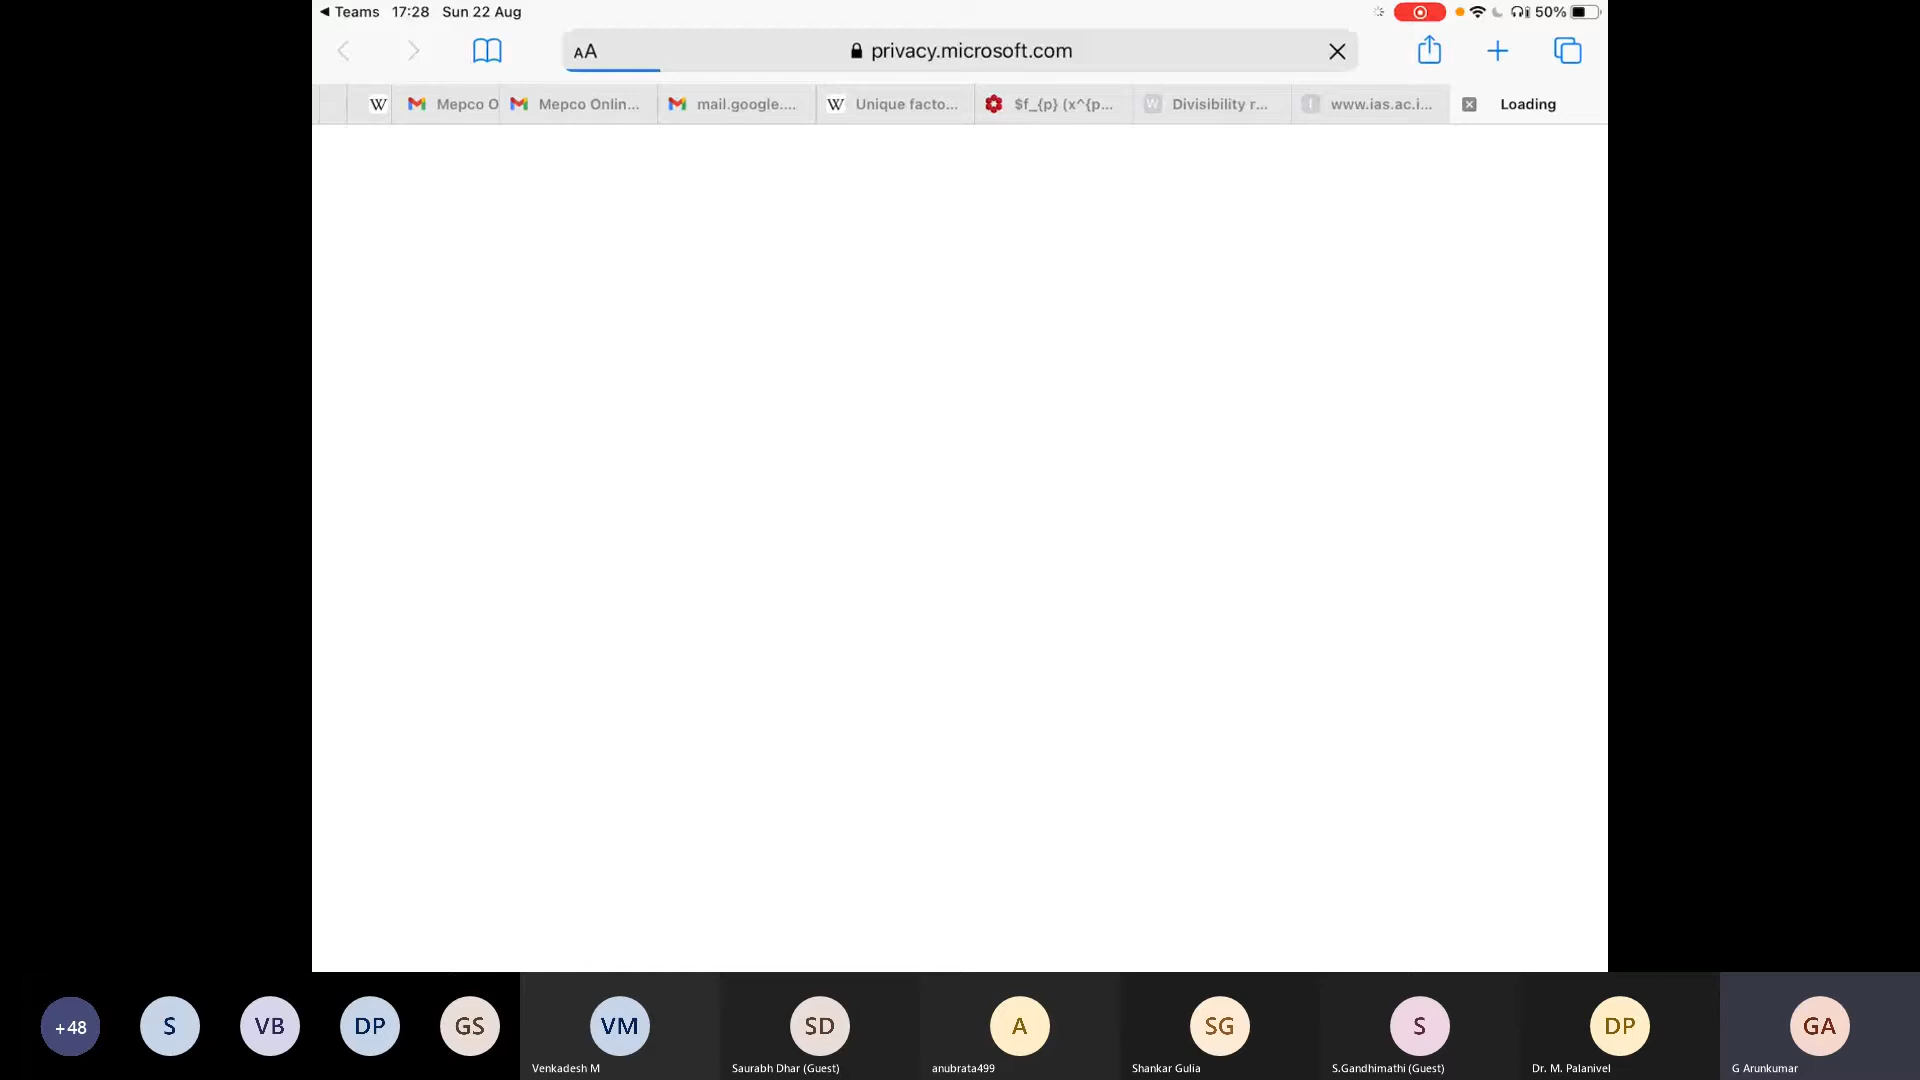 ◄ Teams 17:28 Sun 22 Aug 50%
AA privacy.microsoft.com
W Mepco O Mepco Onlin... mail.google.... W Unique facto... $f_{p} (x^{p... W Divisibility r... I www.ias.ac.i... Loading
+48 S VB DP GS VM SD A SG S DP GA
Venkadesh M Saurabh Dhar (Guest) anubrata499 Shankar Gulia S.Gandhimathi (Guest) Dr. M. Palanivel G Arunkumar